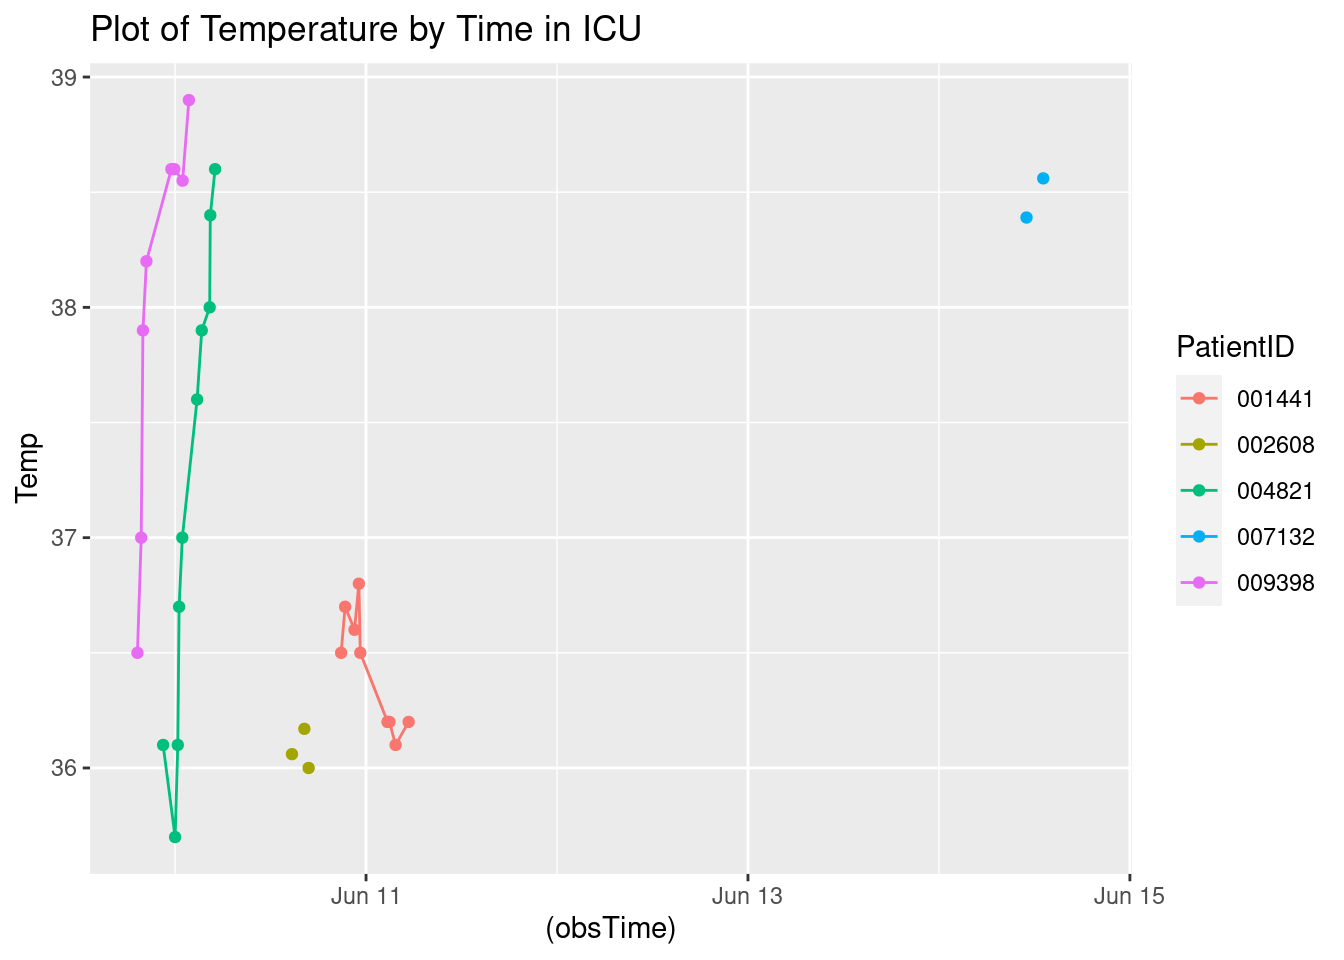 Plot of Temperature by Time in ICU
39
38
37
36
Temp
Jun 11
Jun 13
Jun 15
(obsTime)
PatientID
001441
002608
004821
007132
009398